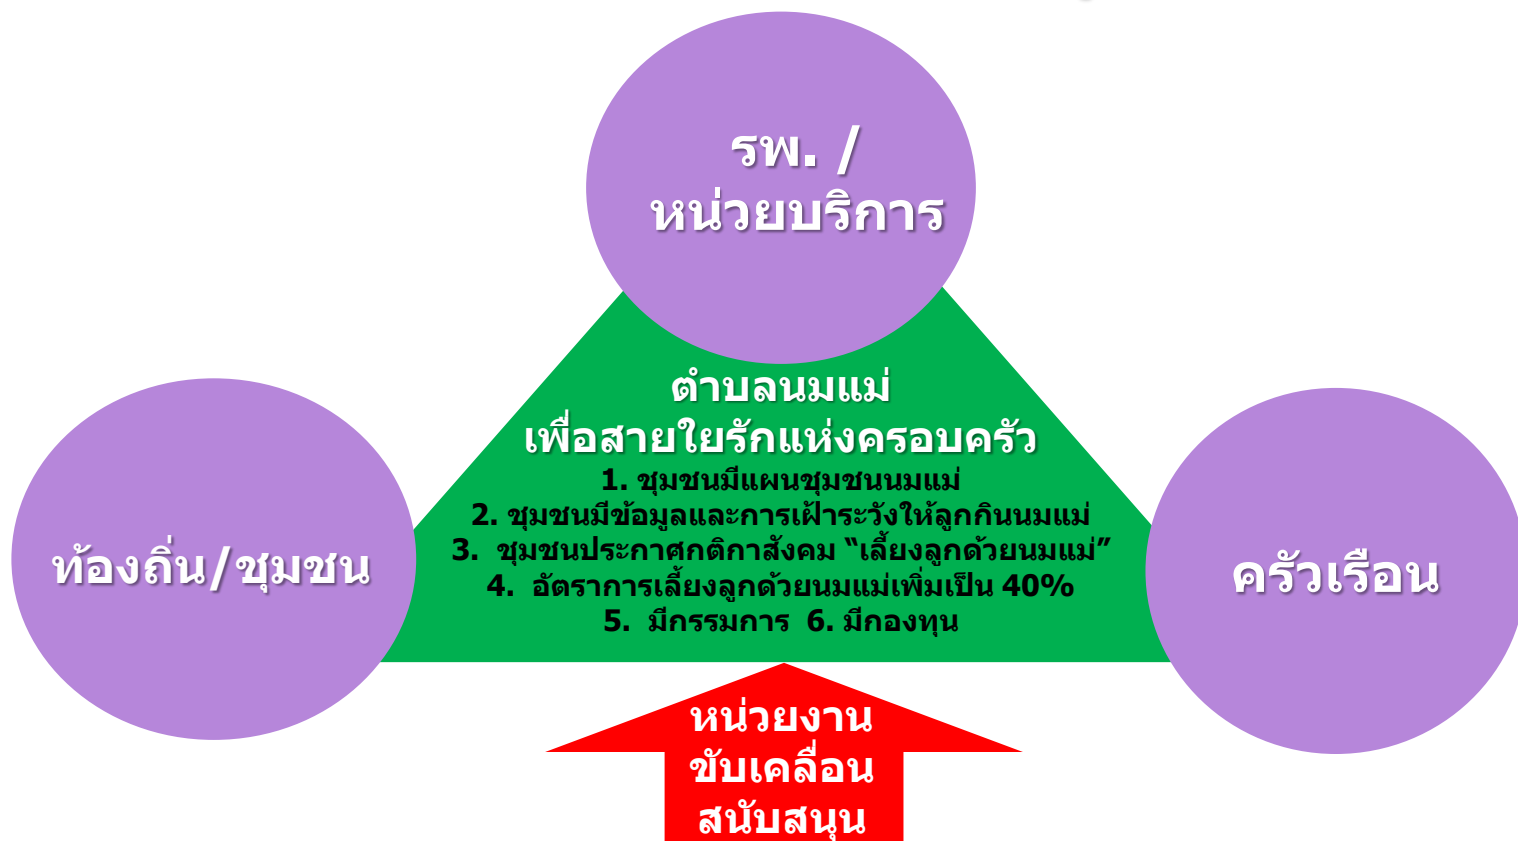 รพ. /
หน่วยบริการ
ตำบลนมแม่
เพื่อสายใยรักแห่งครอบครัว
1. ชุมชนมีแผนชุมชนนมแม่
2. ชุมชนมีข้อมูลและการเฝ้าระวังให้ลูกกินนมแม่
3. ชุมชนประกาศกติกาสังคม “เลี้ยงลูกด้วยนมแม่”
4. อัตราการเลี้ยงลูกด้วยนมแม่เพิ่มเป็น 40%
5. มีกรรมการ 6. มีกองทุน
ท้องถิ่น/ชุมชน
ครัวเรือน
หน่วยงาน
ขับเคลื่อน
สนับสนุน